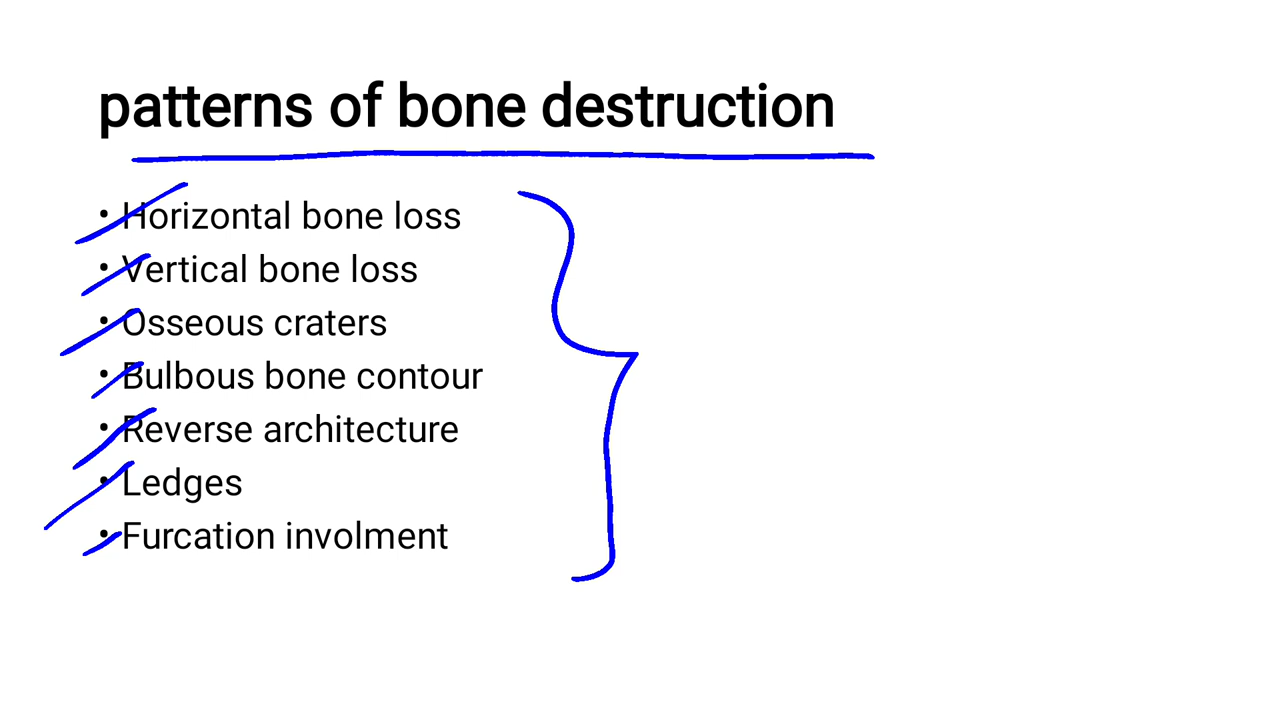 patterns of bone destruction
• Horizontal bone loss
• Vertical bone loss
• Osseous craters
• Bulbous bone contour
• Reverse architecture
• Ledges
• Furcation involment